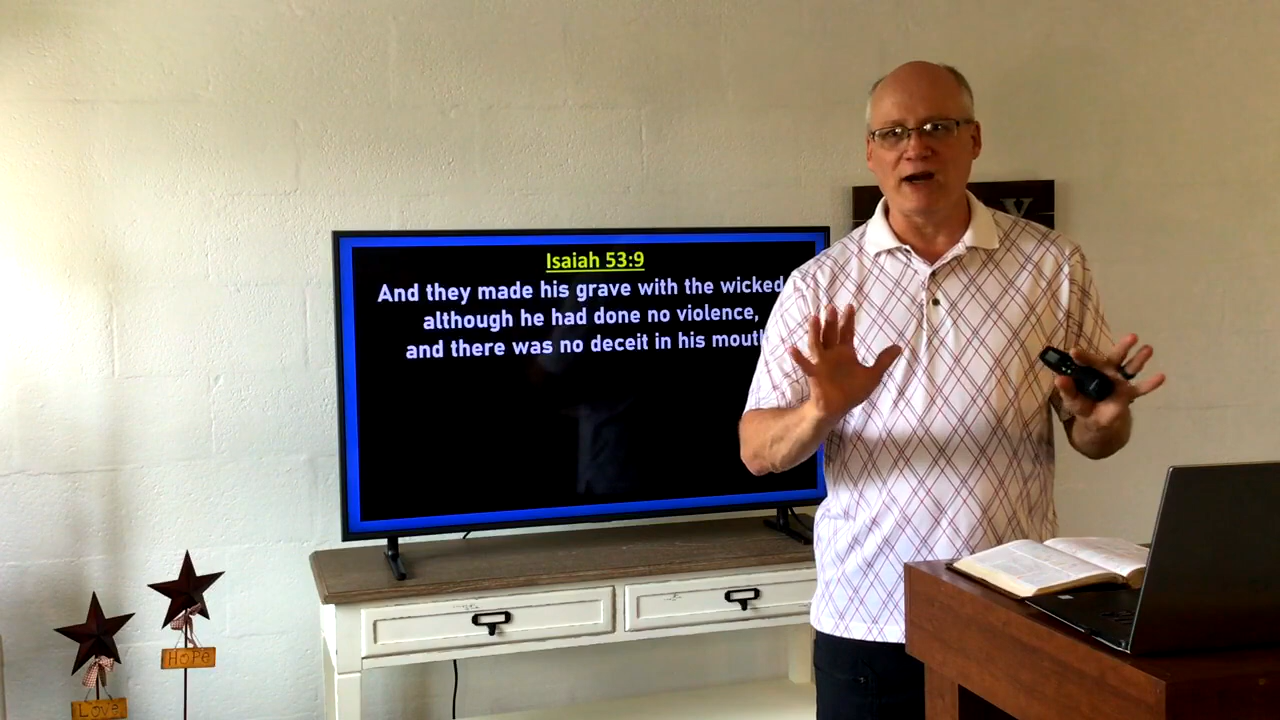 Isaiah 53:9
And they made his grave with the wicked
although he had done no violence,
and there was no deceit in his
Y
Hope
Love